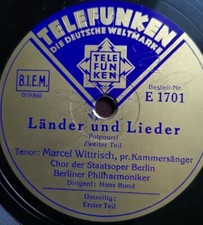 TELEFUNKEN
DIE DEUTSCHE WELTMARKE
TELE
FUN
KEN
B.I.E.M.
Bestell-Nr.
E 1701
Länder und Lieder
-Potpourri-
Zweiter Teil
Tenor: Marcel Wittrisch, pr. Kammersänger
Chor der Staatsoper Berlin
Berliner Philharmoniker
Dirigent: Hans Bund
Umseitig:
Erster Teil